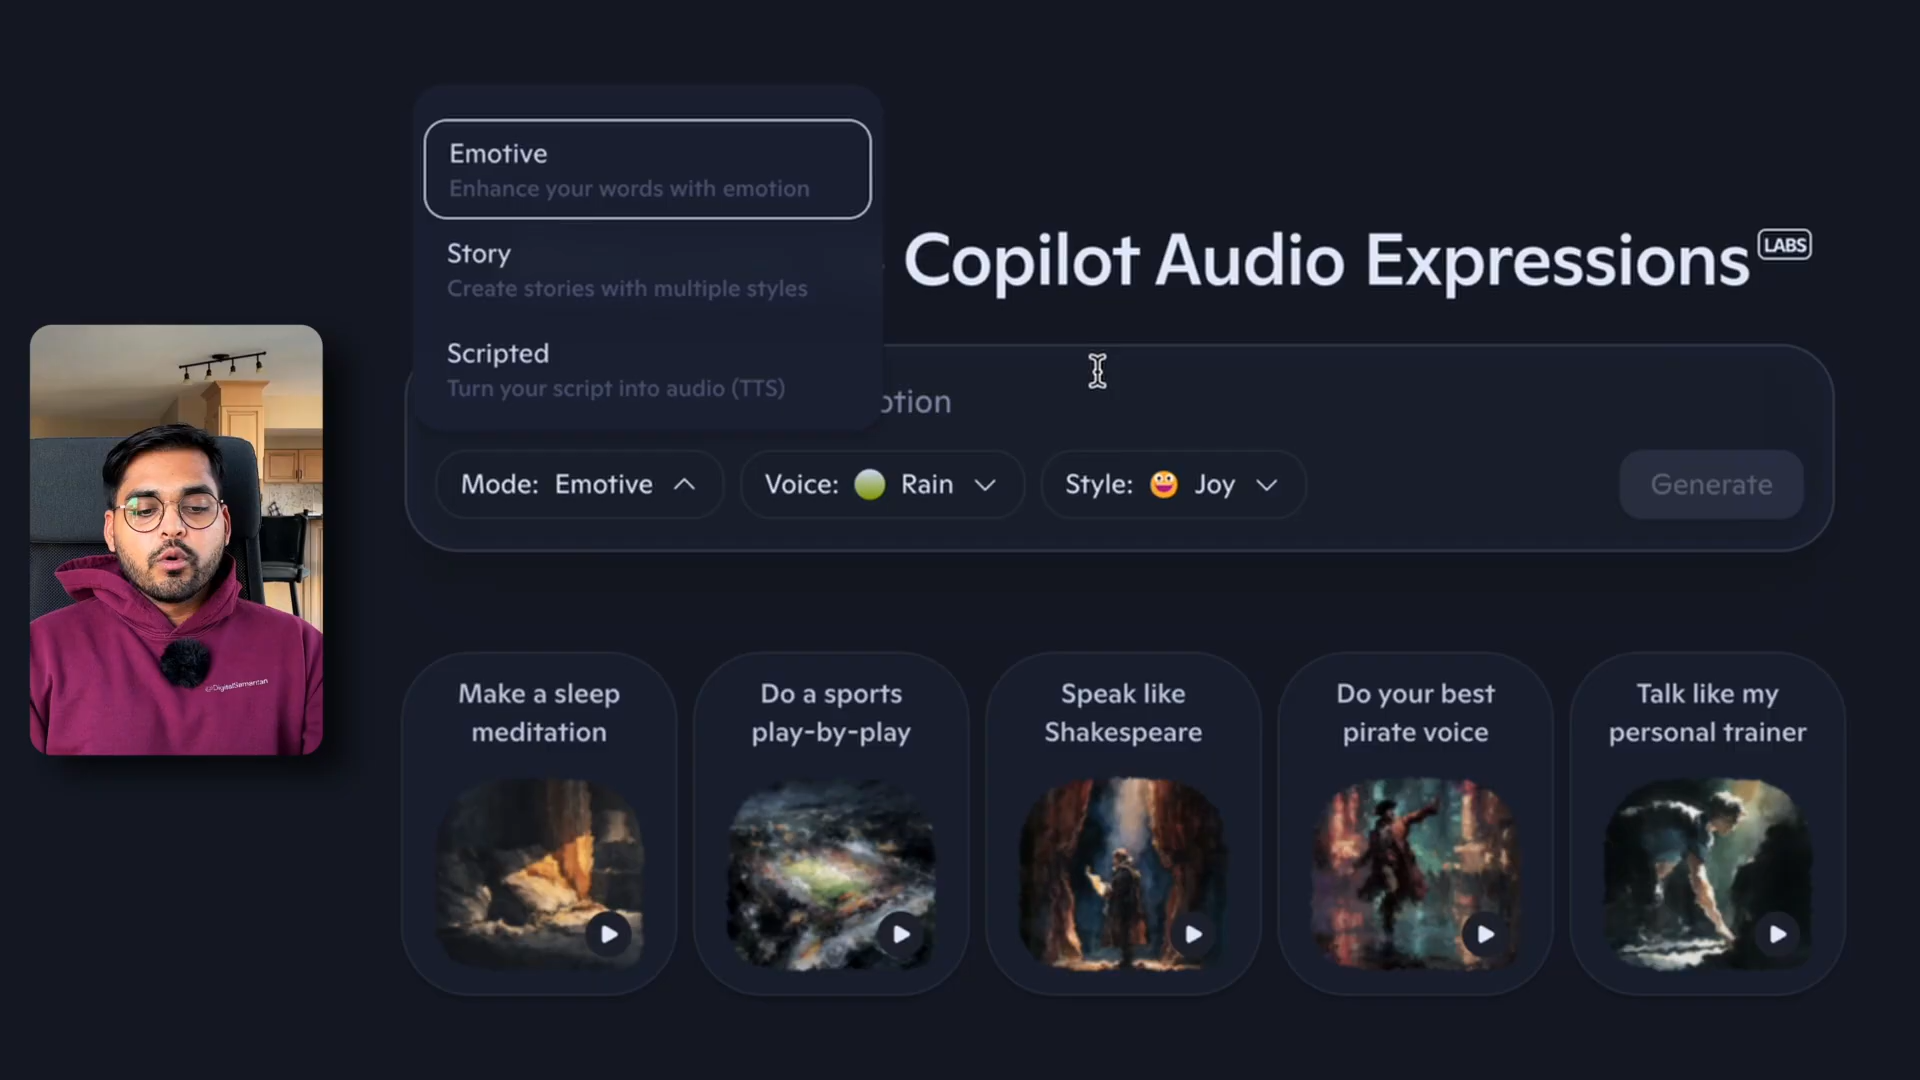 Emotive
Enhance your words with emotion
Story
Create stories with multiple styles
Scripted
Turn your script into audio (TTS)
Copilot Audio Expressions LABS
otion
Mode: Emotive
Voice: Rain
Style: Joy
Generate
@DigitalSamaritan
Make a sleep
meditation
Do a sports
play-by-play
Speak like
Shakespeare
Do your best
pirate voice
Talk like my
personal trainer